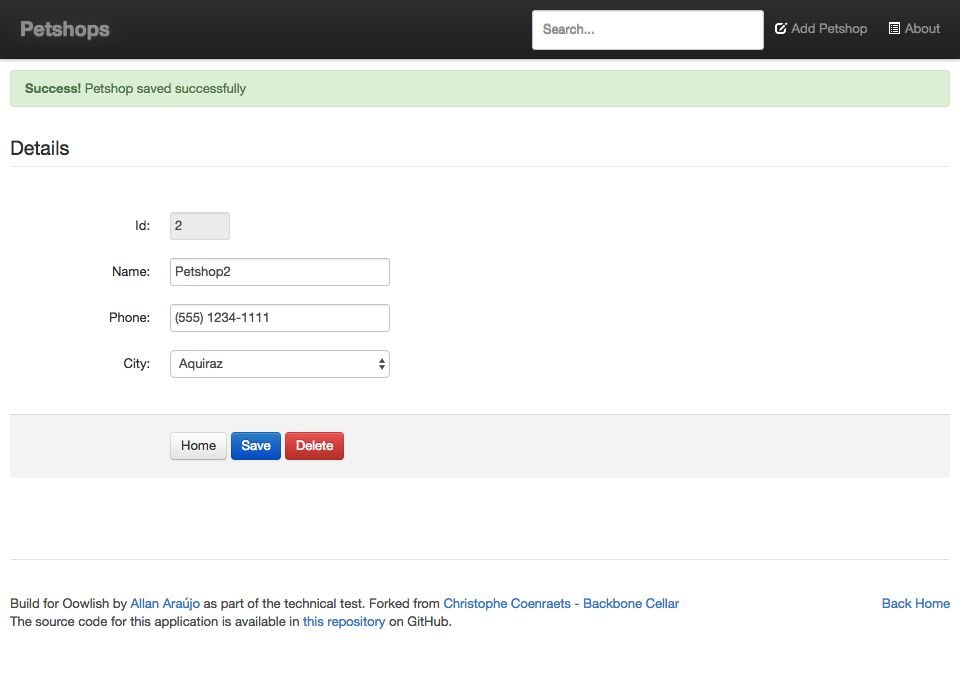 Petshops Search... Add Petshop About
Success! Petshop saved successfully
Details
Id: 2
Name: Petshop2
Phone: (555) 1234-1111
City: Aquiraz
Home Save Delete
Build for Oowlish by Allan Araújo as part of the technical test. Forked from Christophe Coenraets - Backbone Cellar Back Home
The source code for this application is available in this repository on GitHub.